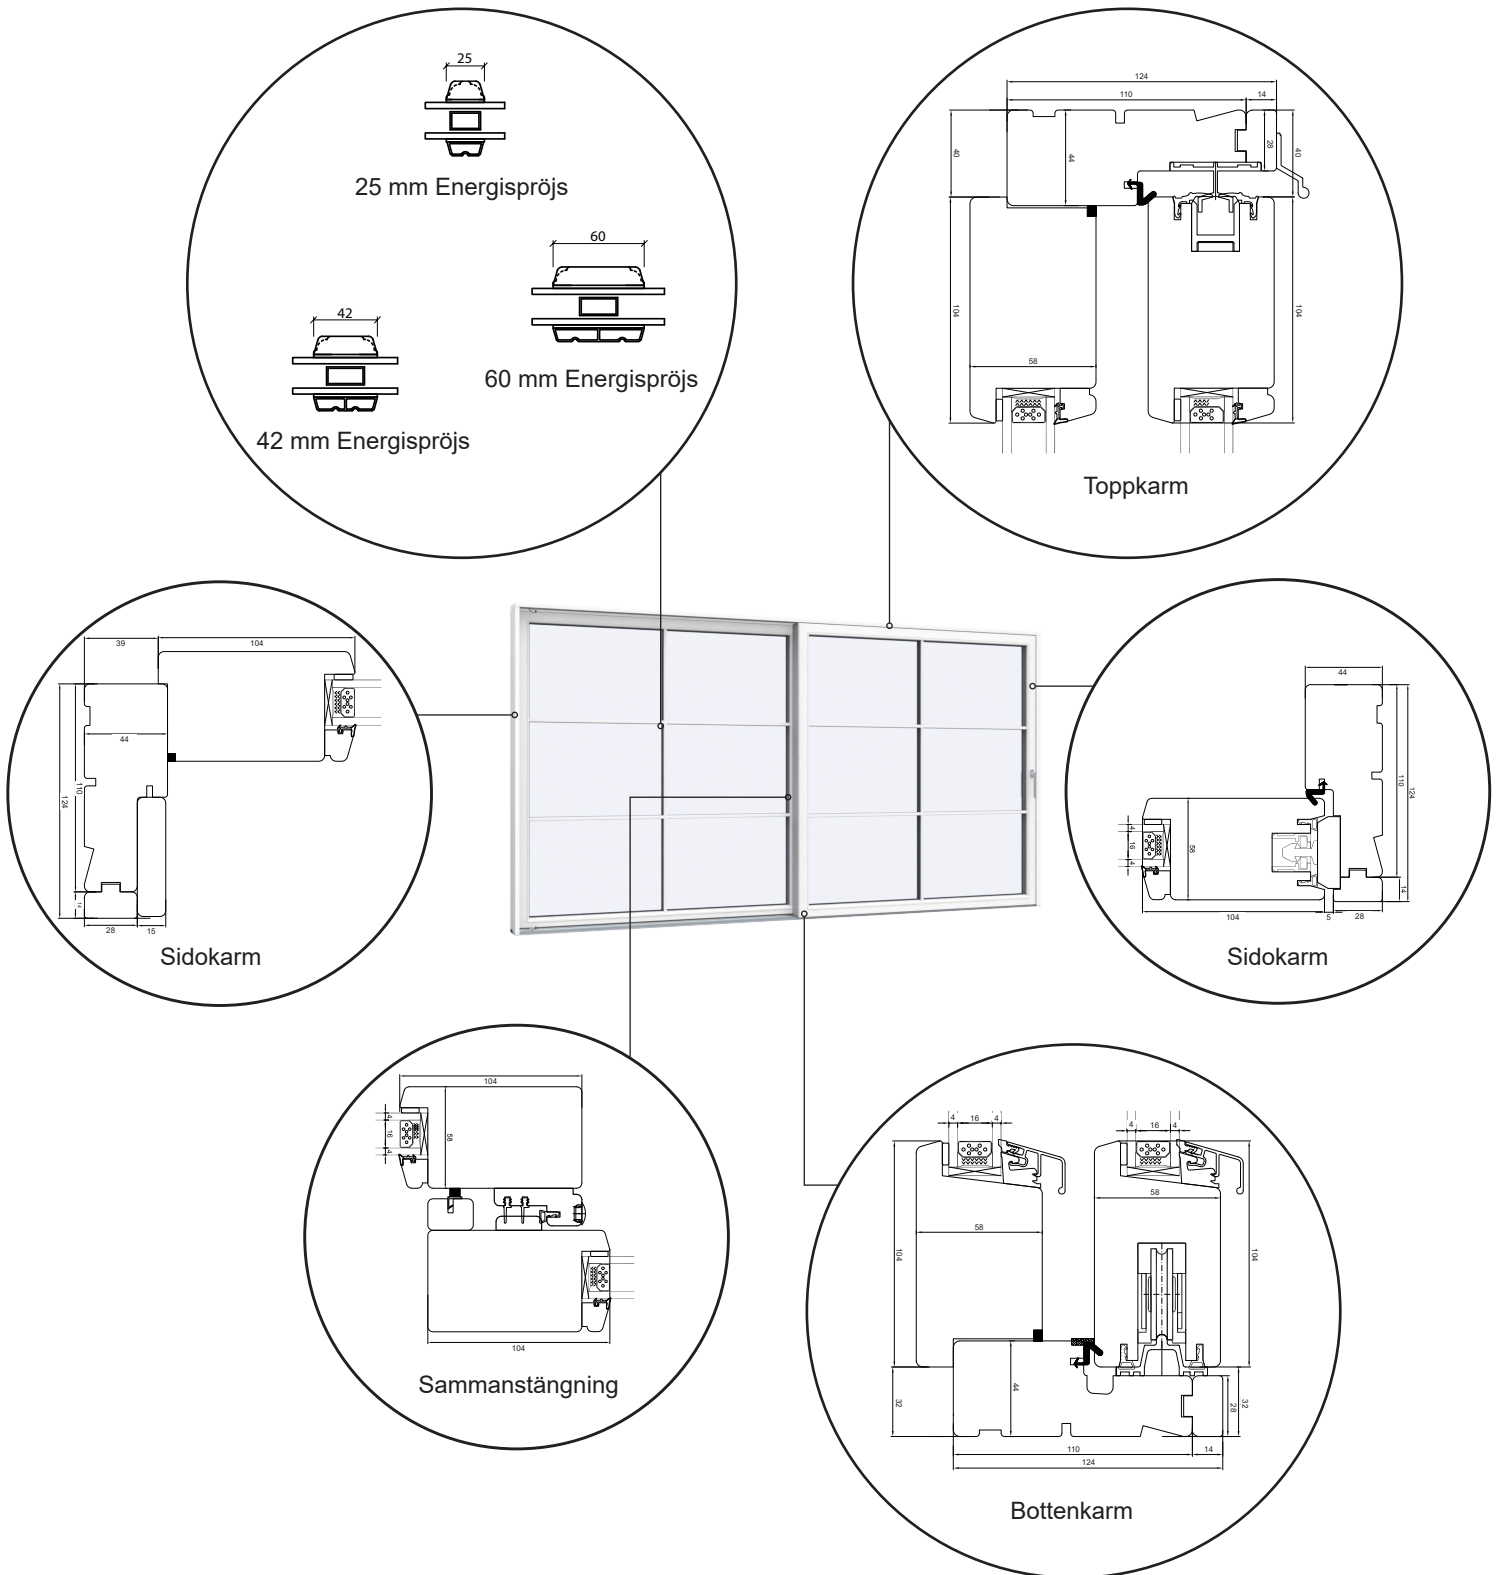 25
25 mm Energispröjs
60
60 mm Energispröjs
42
42 mm Energispröjs
124
110 14
40 44 28 40
104 58 104
Toppkarm
39 104
44
124 110
14
28 15
Sidokarm
44
110 124
4 16 4
58
14
104 5 28
Sidokarm
104
4 16 4
58
104
Sammanstängning
4 16 4
4 16 4
58
58
104
104
32 44 28 32
110 14
124
Bottenkarm